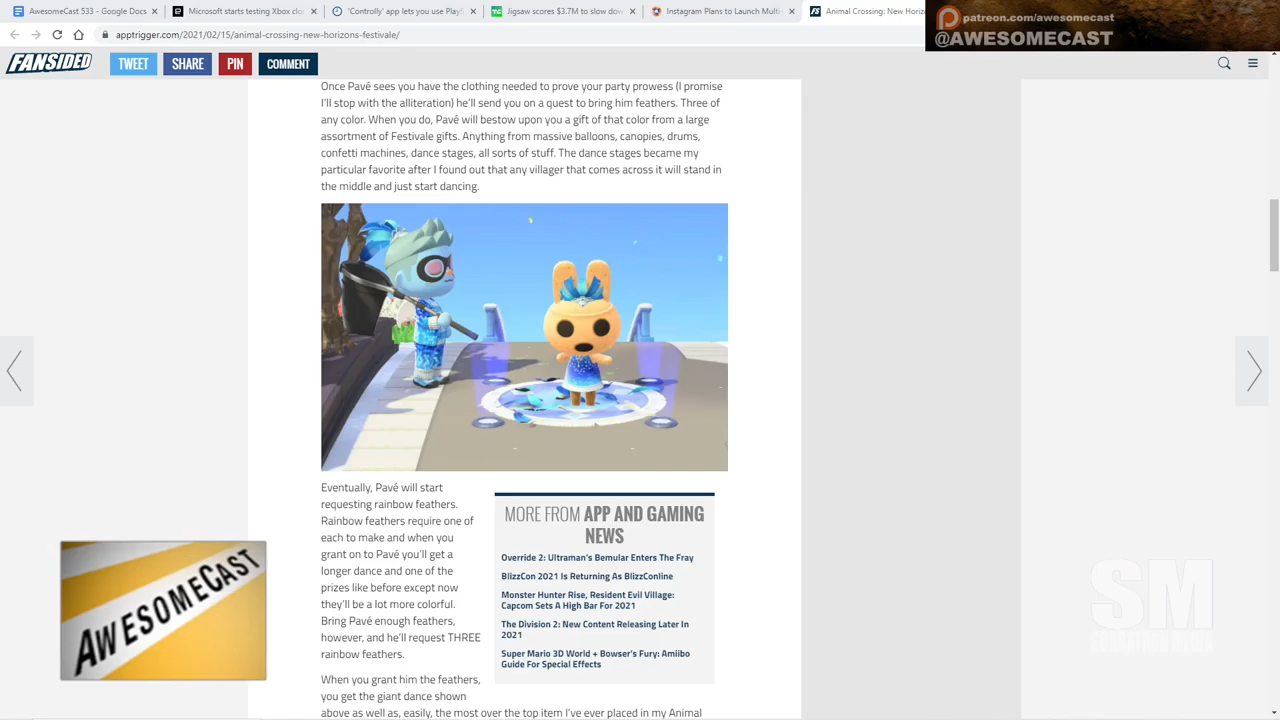 AwesomeCast 533 - Google Docs
Microsoft starts testing Xbox clo
'Controlly' app lets you use PlayS
Jigsaw scores $3.7M to slow dow
Instagram Plans to Launch Multi-
Animal Crossing: New Horiz
patreon.com/awesomecast
@AWESOMECAST
apptrigger.com/2021/02/15/animal-crossing-new-horizons-festivale/
FANSIDED
TWEET
SHARE
PIN
COMMENT
Once Pavé sees you have the clothing needed to prove your party prowess (I promise
I'll stop with the alliteration) he'll send you on a quest to bring him feathers. Three of
any color. When you do, Pavé will bestow upon you a gift of that color from a large
assortment of Festivale gifts. Anything from massive balloons, canopies, drums,
confetti machines, dance stages, all sorts of stuff. The dance stages became my
particular favorite after I found out that any villager that comes across it will stand in
the middle and just start dancing.
Eventually, Pavé will start
requesting rainbow feathers.
Rainbow feathers require one of
each to make and when you
grant on to Pavé you'll get a
longer dance and one of the
prizes like before except now
they'll be a lot more colorful.
Bring Pavé enough feathers,
however, and he'll request THREE
rainbow feathers.
When you grant him the feathers,
you get the giant dance shown
above as well as, easily, the most over the top item I've ever placed in my Animal
MORE FROM APP AND GAMING
NEWS
Override 2: Ultraman's Bemular Enters The Fray
BlizzCon 2021 Is Returning As BlizzConline
Monster Hunter Rise, Resident Evil Village:
Capcom Sets A High Bar For 2021
The Division 2: New Content Releasing Later In
2021
Super Mario 3D World + Bowser's Fury: Amiibo
Guide For Special Effects
AWESOMECAST
SM
SORGATRON MEDIA